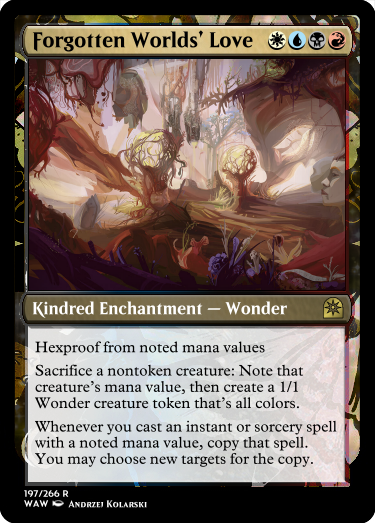 Forgotten Worlds' Love
Kindred Enchantment — Wonder
Hexproof from noted mana values
Sacrifice a nontoken creature: Note that
creature's mana value, then create a 1/1
Wonder creature token that's all colors.
Whenever you cast an instant or sorcery spell
with a noted mana value, copy that spell.
You may choose new targets for the copy.
197/266 R
WAW Andrzej Kolarski